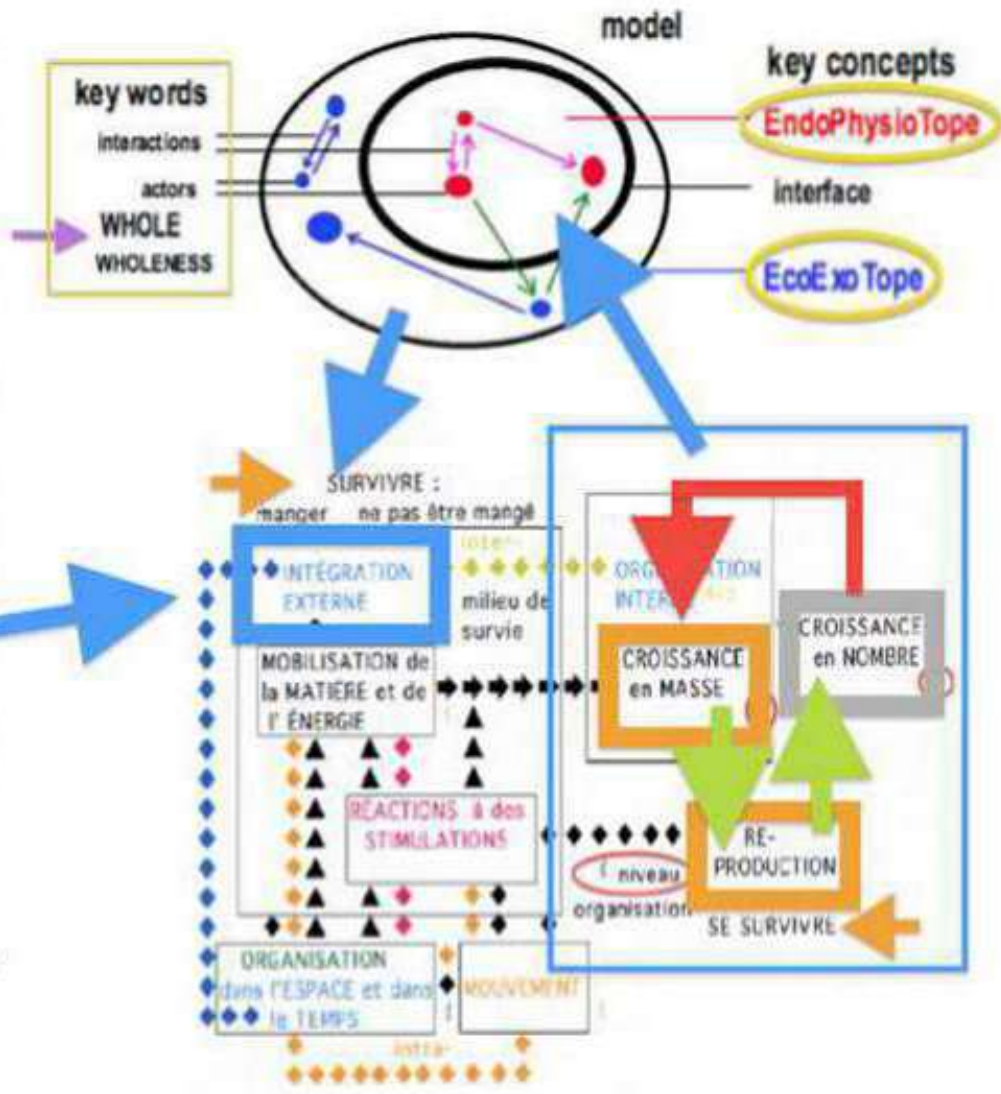 model
key words
interactions
actors
WHOLE
WHOLENESS
key concepts
EndoPhysioTope
interface
EcoExoTope
SURVIVRE :
manger ne pas être mangé
inter-
INTÉGRATION
EXTERNE
milieu de
survie
MOBILISATION de
la MATIÈRE et de
l' ÉNERGIE
RÉACTIONS à des
STIMULATIONS
ORGANISATION
dans l'ESPACE et dans
le TEMPS
MOUVEMENT
intra-
CROISSANCE
en MASSE
CROISSANCE
en NOMBRE
RE-
PRODUCTION
niveau
organisation
SE SURVIVRE